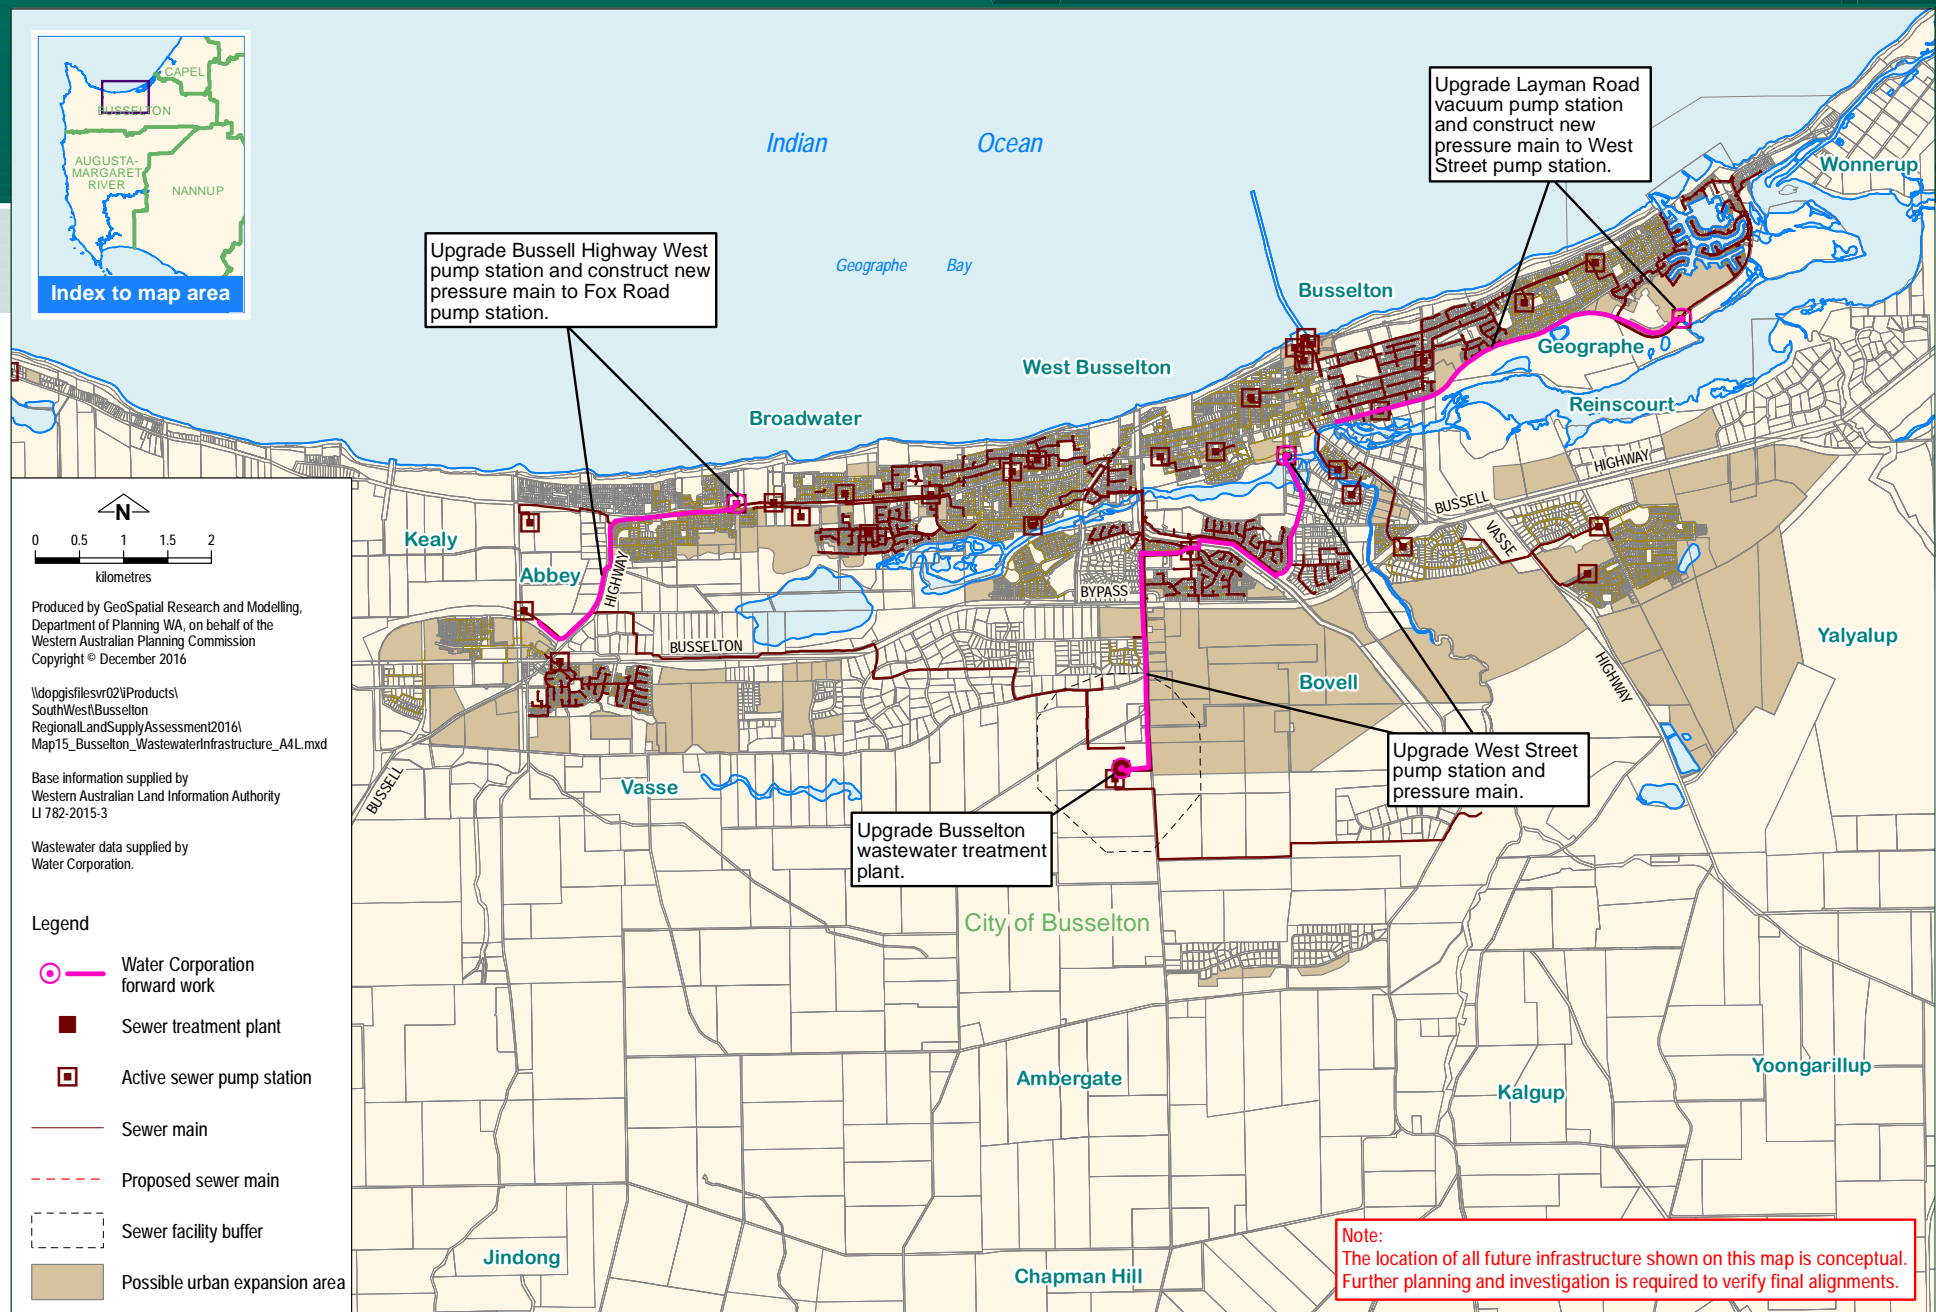 CAPEL
BUSSELTON
AUGUSTA-
MARGARET
RIVER
NANNUP
Index to map area
Indian Ocean
Geographe Bay
Upgrade Layman Road
vacuum pump station
and construct new
pressure main to West
Street pump station.
Wonnerup
Upgrade Bussell Highway West
pump station and construct new
pressure main to Fox Road
pump station.
Busselton
West Busselton
Geographe
Broadwater
Reinscourt
HIGHWAY
BUSSELL
VASSE
HIGHWAY
Kealy
Abbey
HIGHWAY
BYPASS
BUSSELTON
Yalyalup
Bovell
BUSSELL
Vasse
Upgrade West Street
pump station and
pressure main.
Upgrade Busselton
wastewater treatment
plant.
City of Busselton
Ambergate
Kalgup
Yoongarillup
Jindong
Chapman Hill
N
0 0.5 1 1.5 2
kilometres
Produced by GeoSpatial Research and Modelling,
Department of Planning WA, on behalf of the
Western Australian Planning Commission
Copyright © December 2016
\\dopgisfilesvr02\iProducts\
SouthWest\Busselton
RegionalLandSupplyAssessment2016\
Map15_Busselton_WastewaterInfrastructure_A4L.mxd
Base information supplied by
Western Australian Land Information Authority
LI 782-2015-3
Wastewater data supplied by
Water Corporation.
Legend
Water Corporation
forward work
Sewer treatment plant
Active sewer pump station
Sewer main
Proposed sewer main
Sewer facility buffer
Possible urban expansion area
Note:
The location of all future infrastructure shown on this map is conceptual.
Further planning and investigation is required to verify final alignments.